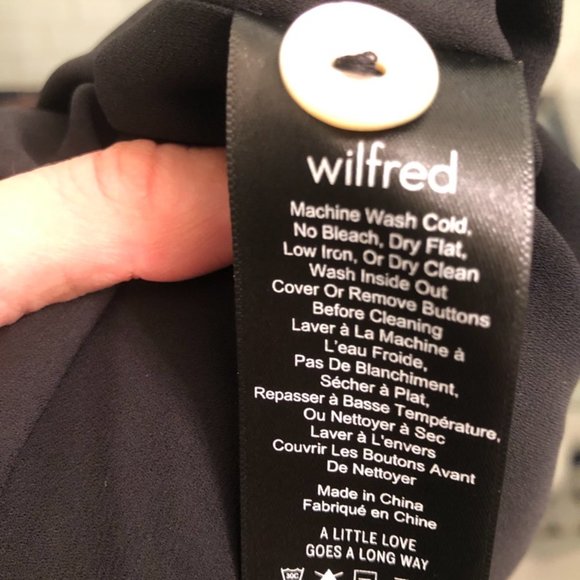 wilfred
Machine Wash Cold,
No Bleach, Dry Flat,
Low Iron, Or Dry Clean
Wash Inside Out
Cover Or Remove Buttons
Before Cleaning
Laver à La Machine à
L'eau Froide,
Pas De Blanchiment,
Sécher à Plat,
Repasser à Basse Température,
Ou Nettoyer à Sec
Laver à L'envers
Couvrir Les Boutons Avant
De Nettoyer
Made in China
Fabriqué en Chine
A LITTLE LOVE
GOES A LONG WAY